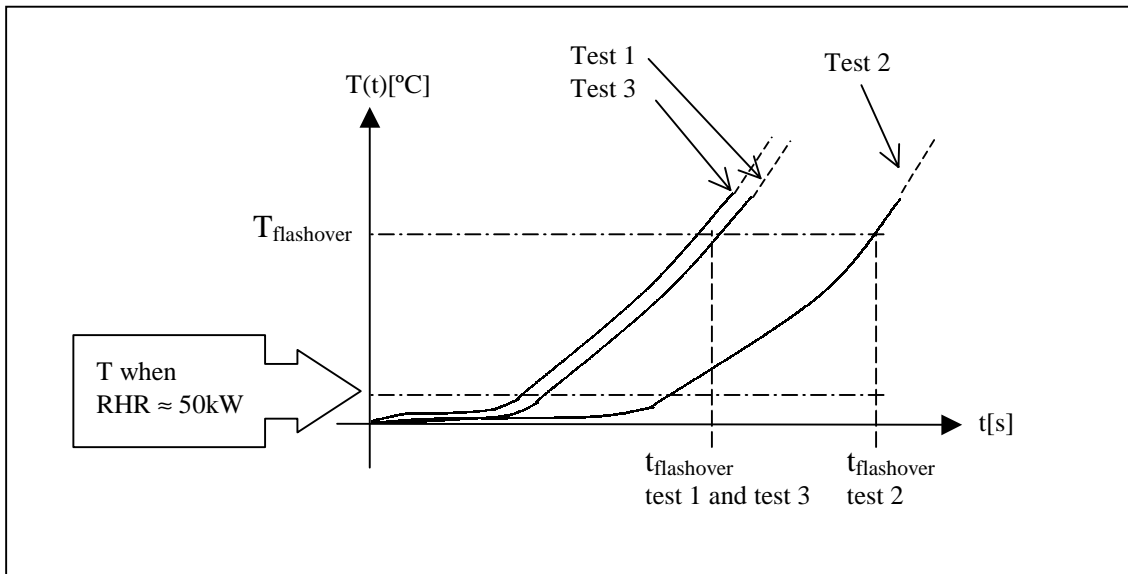 Test 1
Test 3
Test 2
T(t)[ºC]
Tflashover
T when
RHR ≈ 50kW
t[s]
tflashover
test 1 and test 3
tflashover
test 2